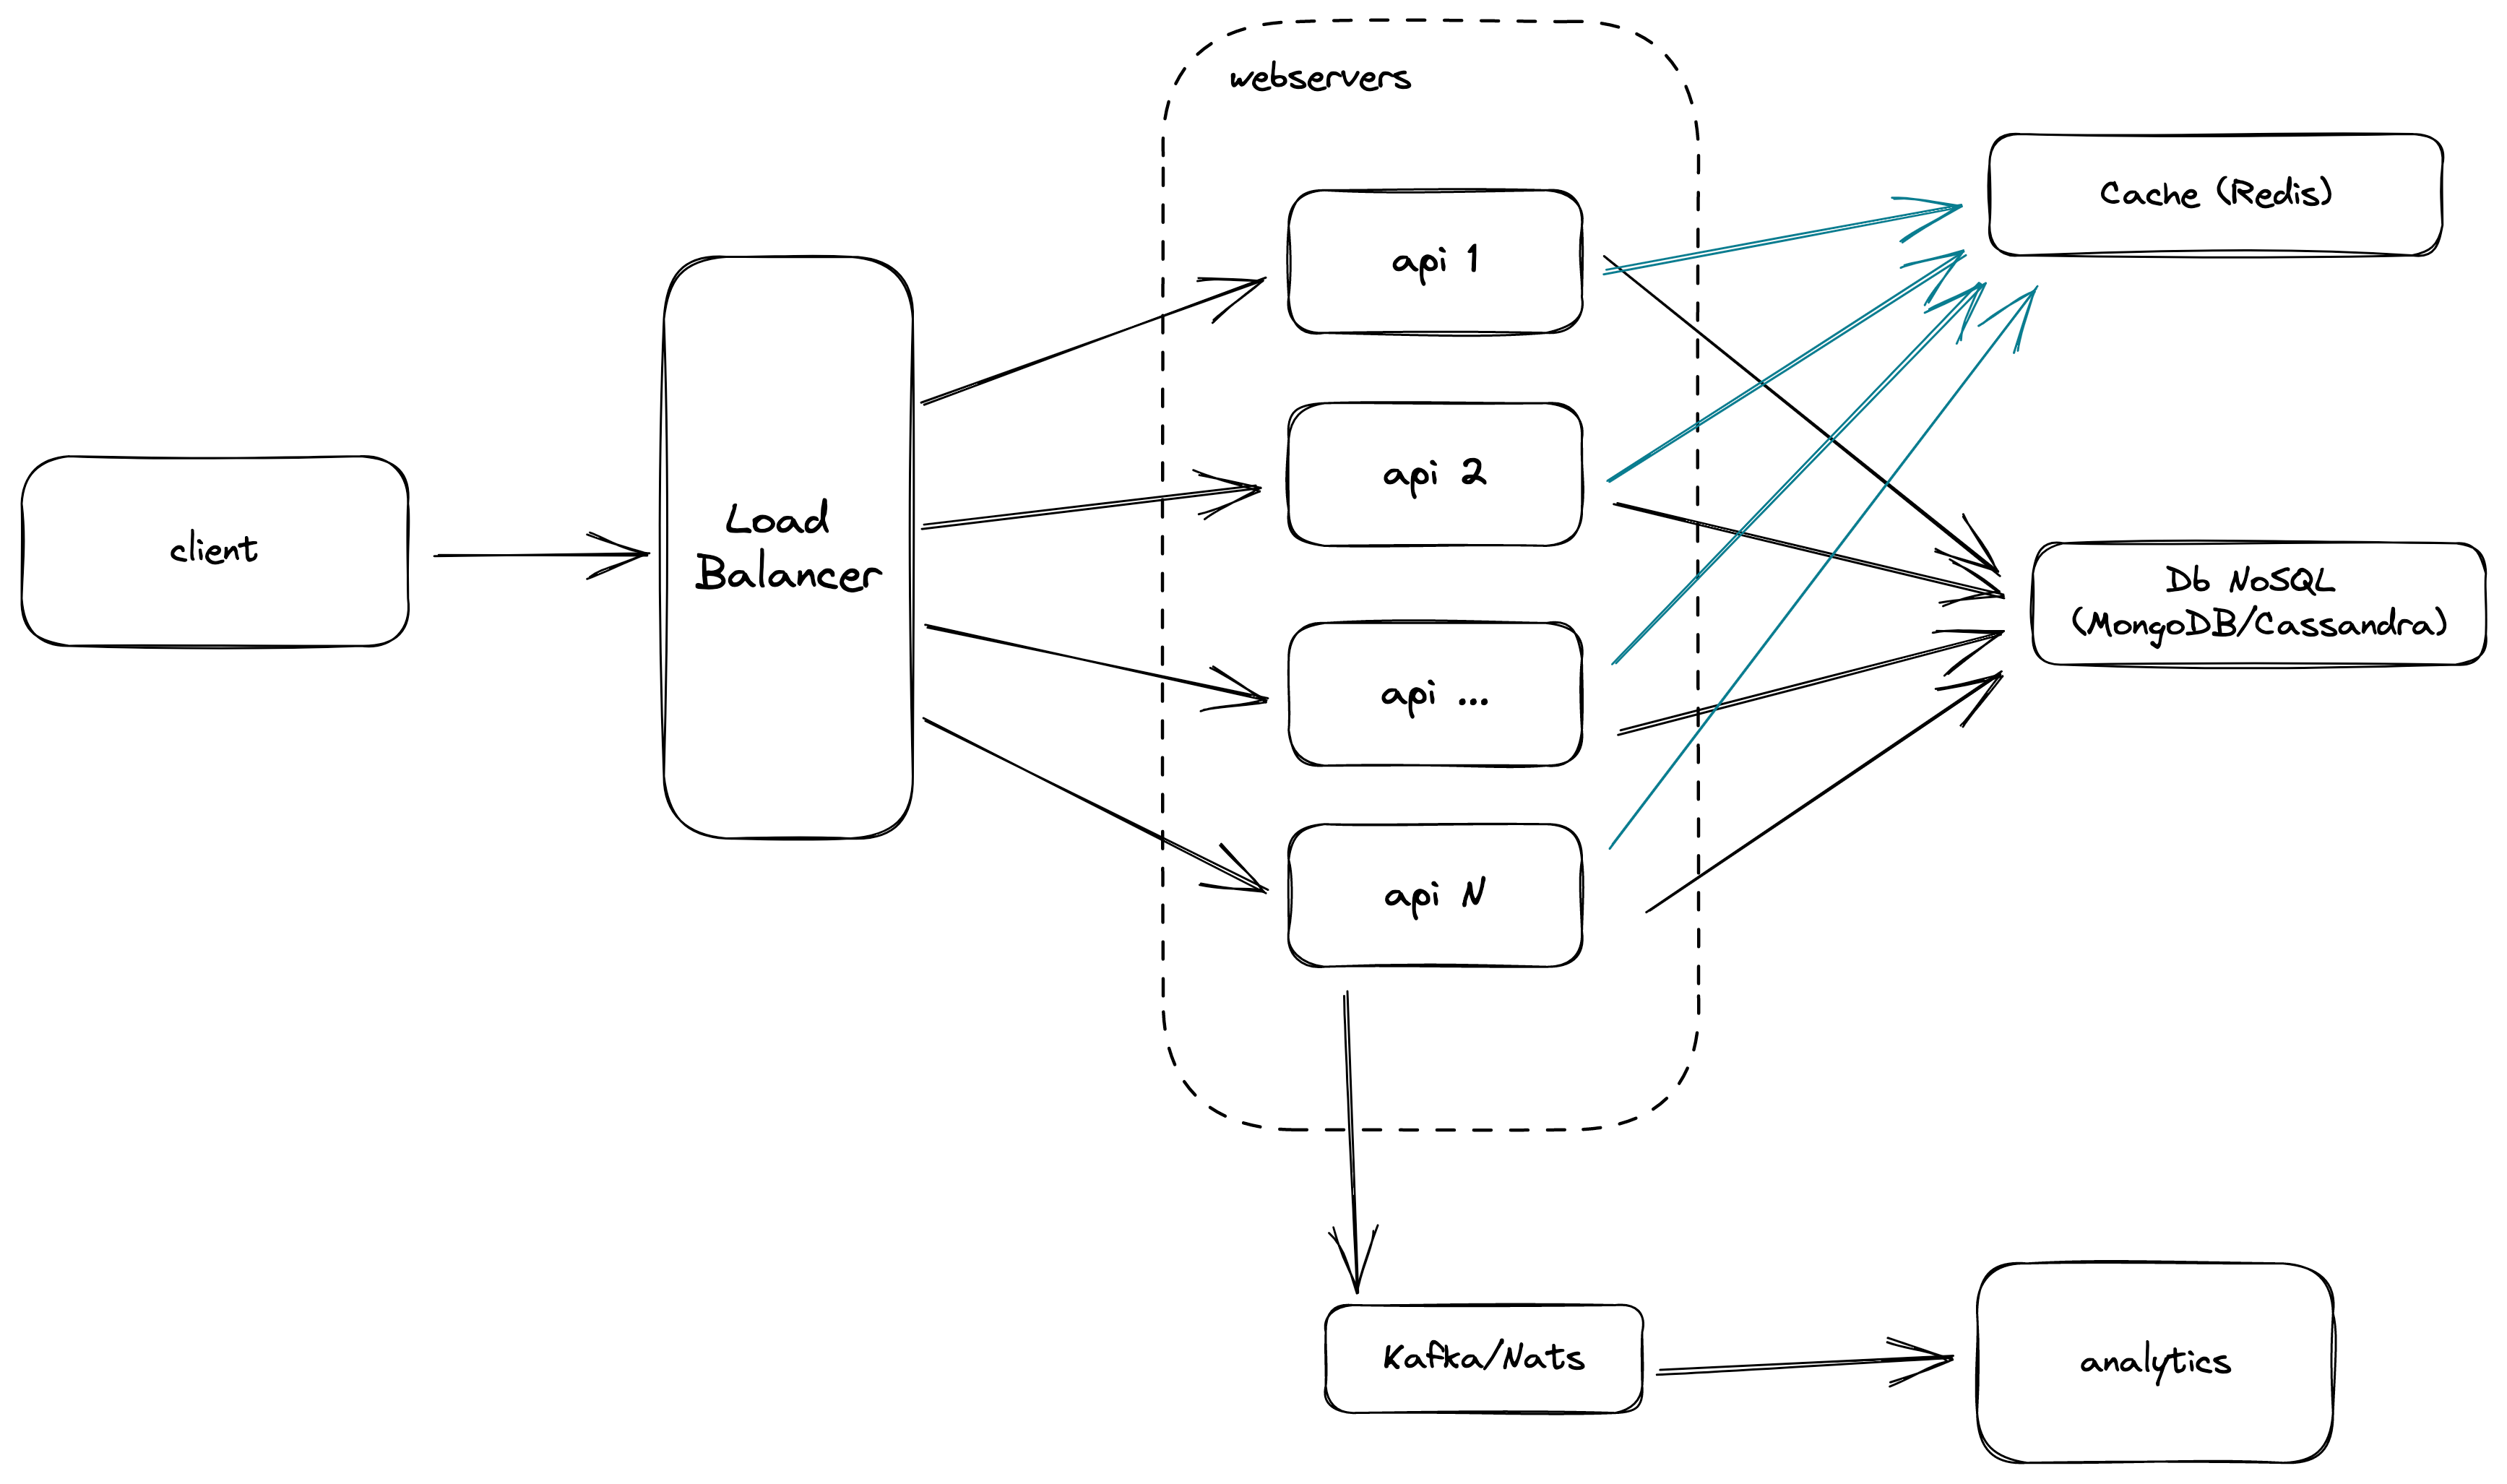 webservers
Cache (Redis)
api 1
api 2
client
Load
Balancer
Db NoSQL
(MongoDB/Cassandra)
api ...
api N
Kafka/Nats
analytics